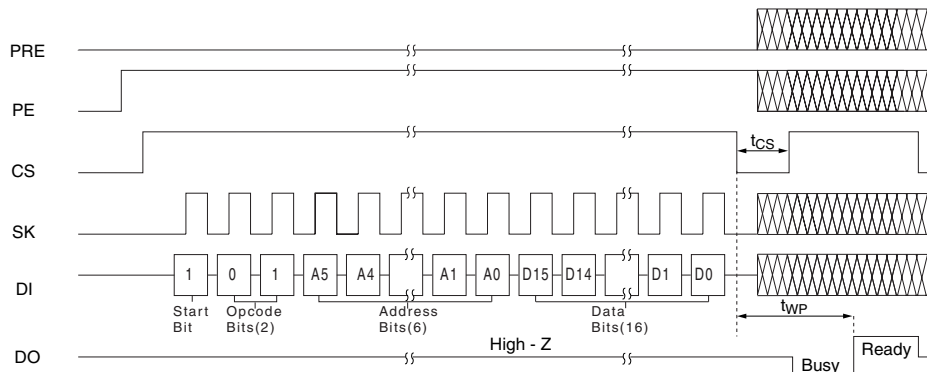 PRE
PE
CS
tCS
SK
DI
1 0 1 A5 A4 A1 A0 D15 D14 D1 D0
Start Bit
Opcode Bits(2)
Address Bits(6)
Data Bits(16)
tWP
DO
High - Z
Busy
Ready